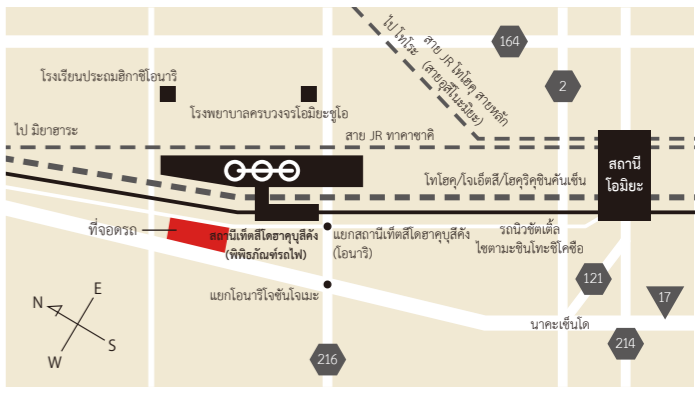 164
ไป โทโระ
สาย JR โทโฮคุ สายหลัก
(สายอุสึโนะมิยะ)
2
โรงเรียนประถมฮิกาชิโอนาริ
โรงพยาบาลครบวงจรโอมิยะชูโอ
ไป มิยาฮาระ
สาย JR ทาคาซาคิ
สถานี
โอมิยะ
โทโฮคุ/โจเอ็ตสึ/โฮคุริคุชินคันเซ็น
ที่จอดรถ
สถานีเท็ตสึโดฮาคุบุสึคัง
(พิพิธภัณฑ์รถไฟ)
แยกสถานีเท็ตสึโดฮาคุบุสึคัง
(โอนาริ)
รถนิวชัตเติ้ล
ไซตามะชินโทะชิโคซือ
แยกโอนาริโจซันโจเมะ
121
17
นาคะเซ็นโด
214
216
N
E
S
W